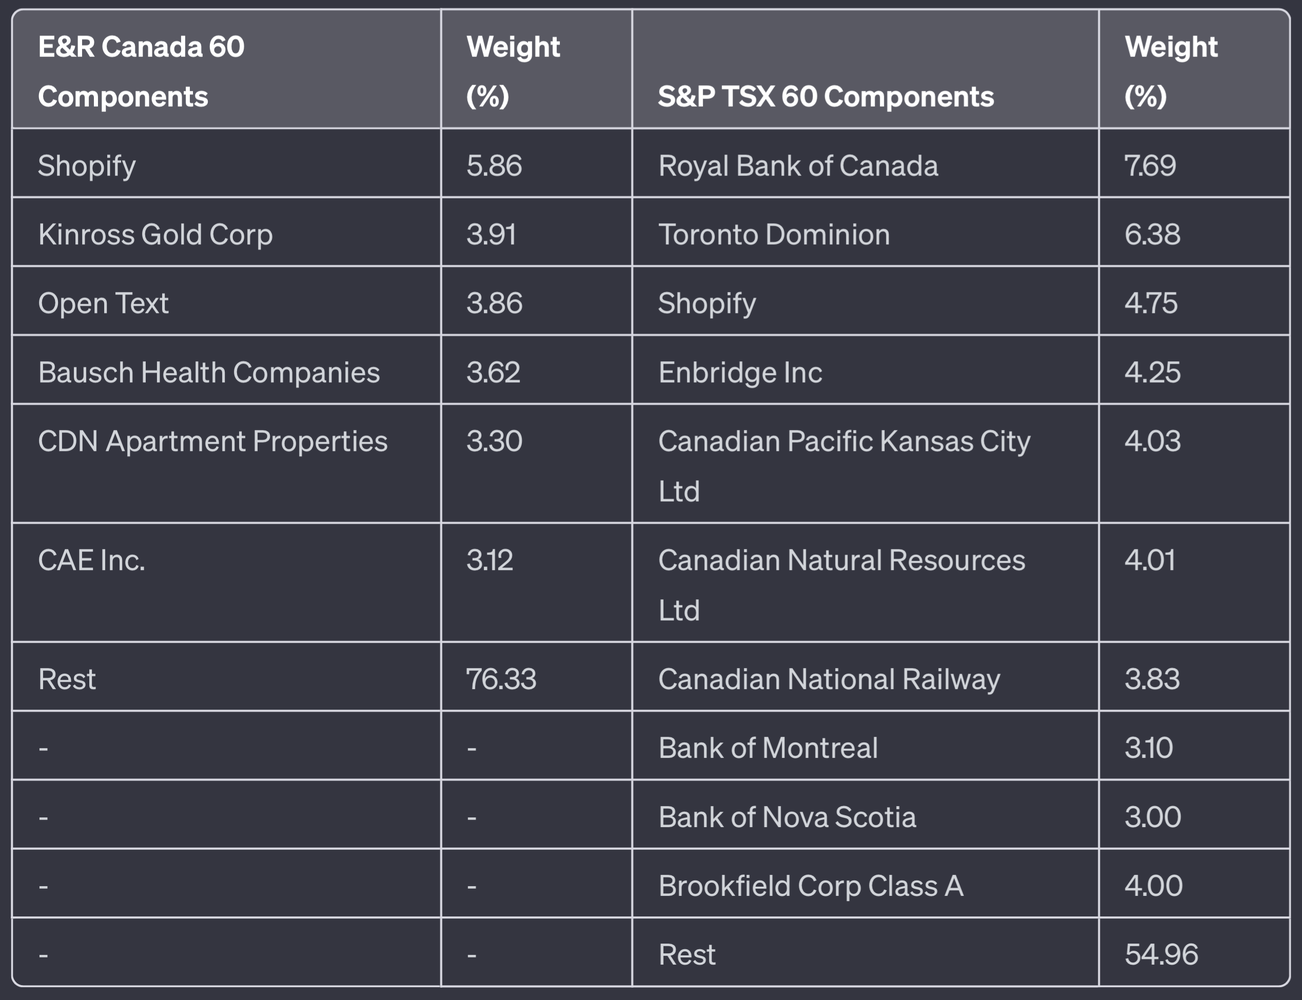 E&R Canada 60 Components | Weight (%) | S&P TSX 60 Components | Weight (%)
Shopify | 5.86 | Royal Bank of Canada | 7.69
Kinross Gold Corp | 3.91 | Toronto Dominion | 6.38
Open Text | 3.86 | Shopify | 4.75
Bausch Health Companies | 3.62 | Enbridge Inc | 4.25
CDN Apartment Properties | 3.30 | Canadian Pacific Kansas City Ltd | 4.03
CAE Inc. | 3.12 | Canadian Natural Resources Ltd | 4.01
Rest | 76.33 | Canadian National Railway | 3.83
- | - | Bank of Montreal | 3.10
- | - | Bank of Nova Scotia | 3.00
- | - | Brookfield Corp Class A | 4.00
- | - | Rest | 54.96